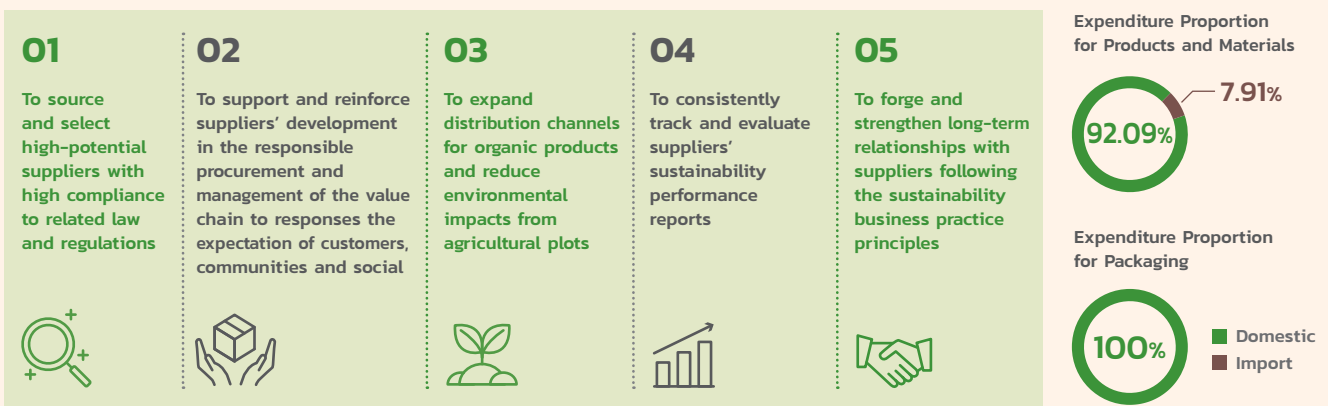 01
To source
and select
high-potential
suppliers with
high compliance
to related law
and regulations
02
To support and reinforce
suppliers' development
in the responsible
procurement and
management of the value
chain to responses the
expectation of customers,
communities and social
03
To expand
distribution channels
for organic products
and reduce
environmental
impacts from
agricultural plots
04
To consistently
track and evaluate
suppliers'
sustainability
performance
reports
05
To forge and
strengthen long-term
relationships with
suppliers following
the sustainability
business practice
principles
Expenditure Proportion
for Products and Materials
7.91%
92.09%
Expenditure Proportion
for Packaging
100%
Domestic
Import